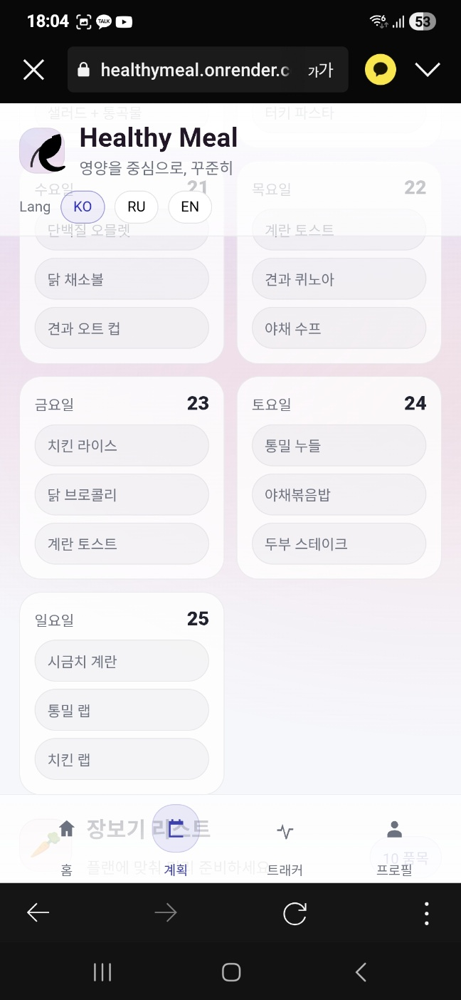 18:04
TALK
6
53
healthymeal.onrender.c
가가
샐러드 + 통곡물
터키 파스타
Healthy Meal
영양을 중심으로, 꾸준히
수요일 21
목요일 22
Lang KO RU EN
단백질 오믈렛
계란 토스트
닭 채소볼
견과 퀴노아
견과 오트 컵
야채 수프
금요일 23
토요일 24
치킨 라이스
통밀 누들
닭 브로콜리
야채볶음밥
계란 토스트
두부 스테이크
일요일 25
시금치 계란
통밀 랩
치킨 랩
장보기 리스트
플랜에 맞춰 준비하세요
10 품목
홈
계획
트래커
프로필